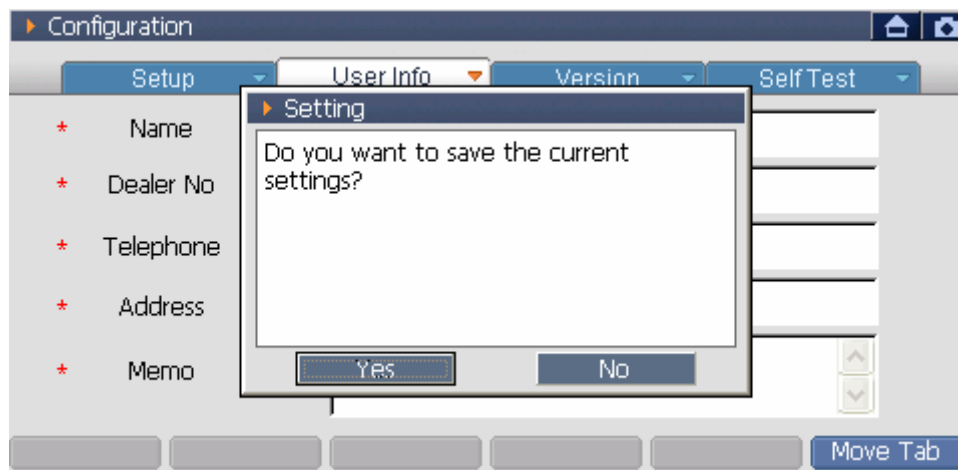 Configuration
Setup
User Info
Version
Self Test
Setting
Do you want to save the current
settings?
Yes
No
* Name
* Dealer No
* Telephone
* Address
* Memo
Move Tab